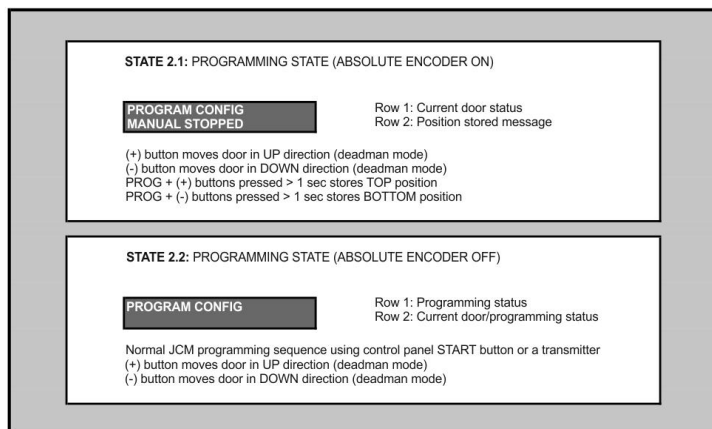 STATE 2.1: PROGRAMMING STATE (ABSOLUTE ENCODER ON)
PROGRAM CONFIG
MANUAL STOPPED
Row 1: Current door status
Row 2: Position stored message
(+) button moves door in UP direction (deadman mode)
(-) button moves door in DOWN direction (deadman mode)
PROG + (+) buttons pressed > 1 sec stores TOP position
PROG + (-) buttons pressed > 1 sec stores BOTTOM position
STATE 2.2: PROGRAMMING STATE (ABSOLUTE ENCODER OFF)
PROGRAM CONFIG
Row 1: Programming status
Row 2: Current door/programming status
Normal JCM programming sequence using control panel START button or a transmitter
(+) button moves door in UP direction (deadman mode)
(-) button moves door in DOWN direction (deadman mode)